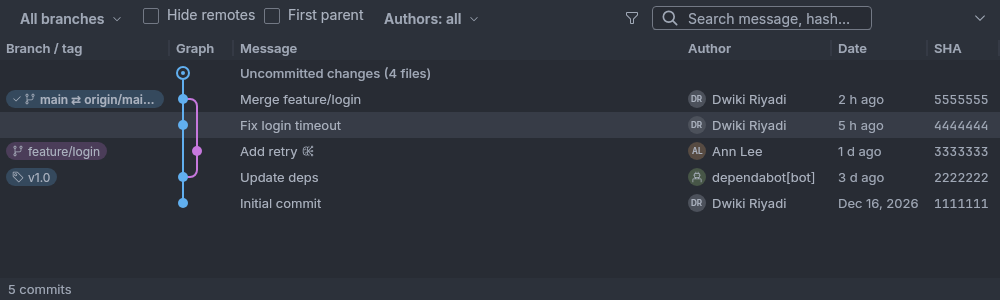 All branches Hide remotes First parent Authors: all Search message, hash...
Branch / tag Graph Message Author Date SHA
Uncommitted changes (4 files)
main ⇄ origin/mai... Merge feature/login DR Dwiki Riyadi 2 h ago 5555555
Fix login timeout DR Dwiki Riyadi 5 h ago 4444444
feature/login Add retry AL Ann Lee 1 d ago 3333333
v1.0 Update deps dependabot[bot] 3 d ago 2222222
Initial commit DR Dwiki Riyadi Dec 16, 2026 1111111
5 commits